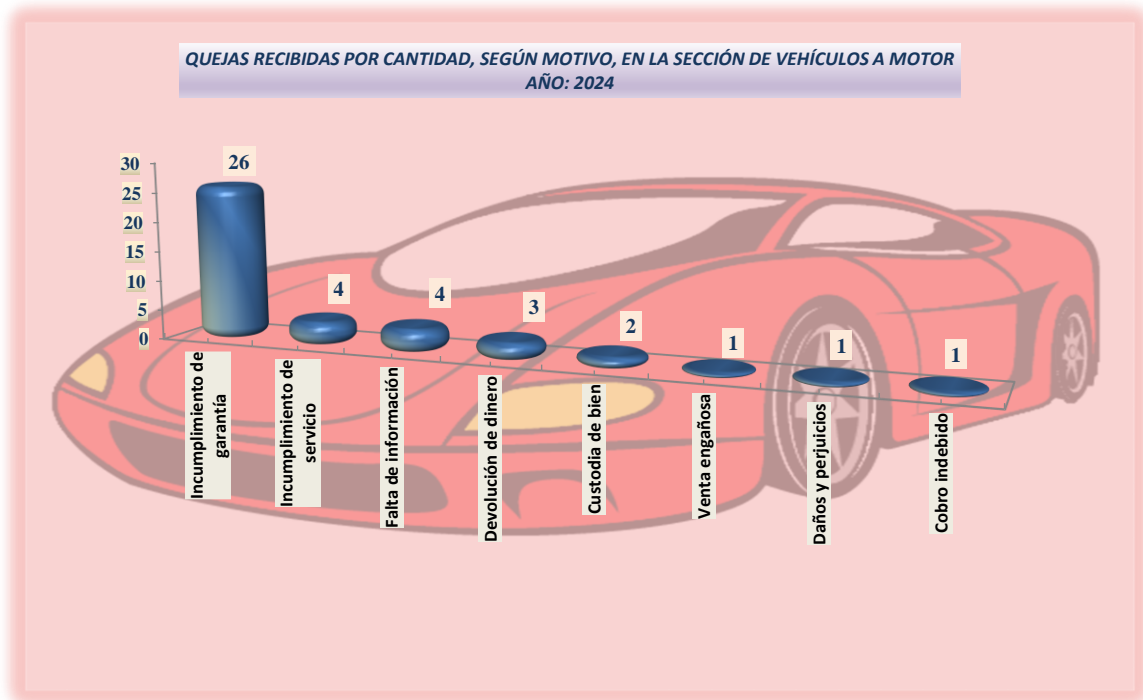 QUEJAS RECIBIDAS POR CANTIDAD, SEGÚN MOTIVO, EN LA SECCIÓN DE VEHÍCULOS A MOTOR
AÑO: 2024
30
25
20
15
10
5
0
26
4
4
3
2
1
1
1
Incumplimiento de
garantía
Incumplimiento de
servicio
Falta de información
Devolución de dinero
Custodia de bien
Venta engañosa
Daños y perjuicios
Cobro indebido